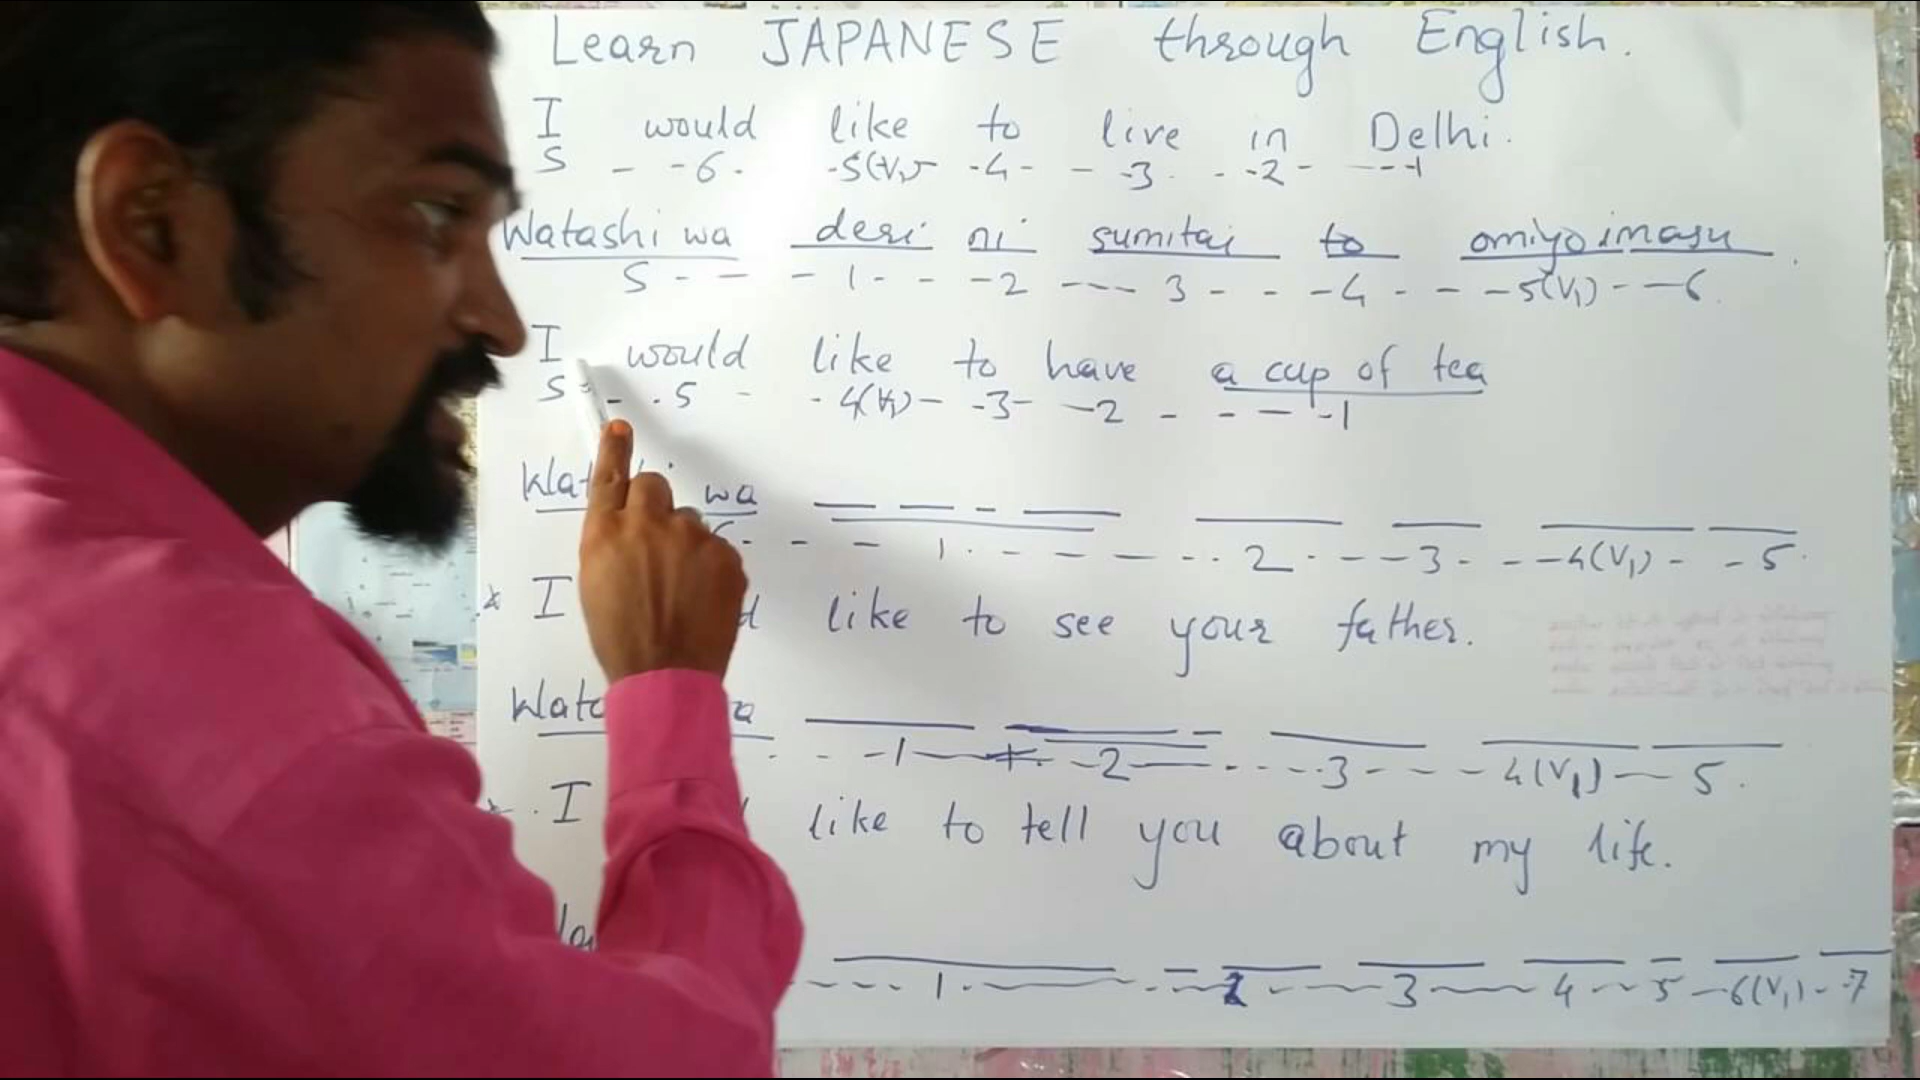 Learn JAPANESE through English.
I would like to live in Delhi.
S - - 6 - - 5(V1) - 4 - - - 3 - - - 2 - - - - 1
Watashi wa deri ni sumitai to omiyoimasu.
S - - - 1 - - - 2 - - - 3 - - - 4 - - - 5(V1) - - 6.
I would like to have a cup of tea
S - - . 5 - - 4(V1) - - 3 - - 2 - - - - 1
wa
1 - - - - - 2 - - - 3 - - - 4(V1) - - 5.
I like to see your father.
- - - 1 - 2 - - - - 3 - - - - 4(V1) - 5.
I like to tell you about my life.
- - - - 1 - - - 2 - - 3 - - 4 - - 5 - 6(V1) - - 7